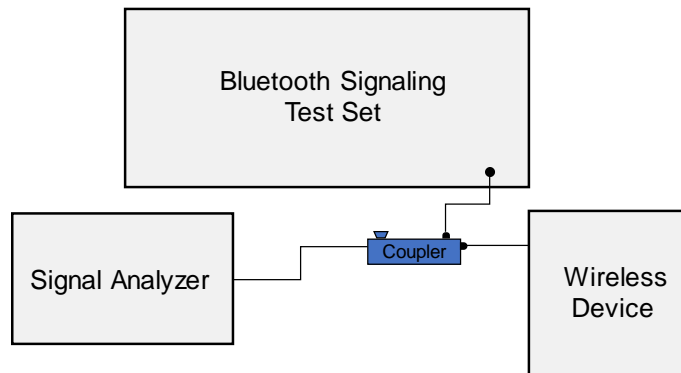 Bluetooth Signaling
Test Set
Signal Analyzer
Coupler
Wireless
Device